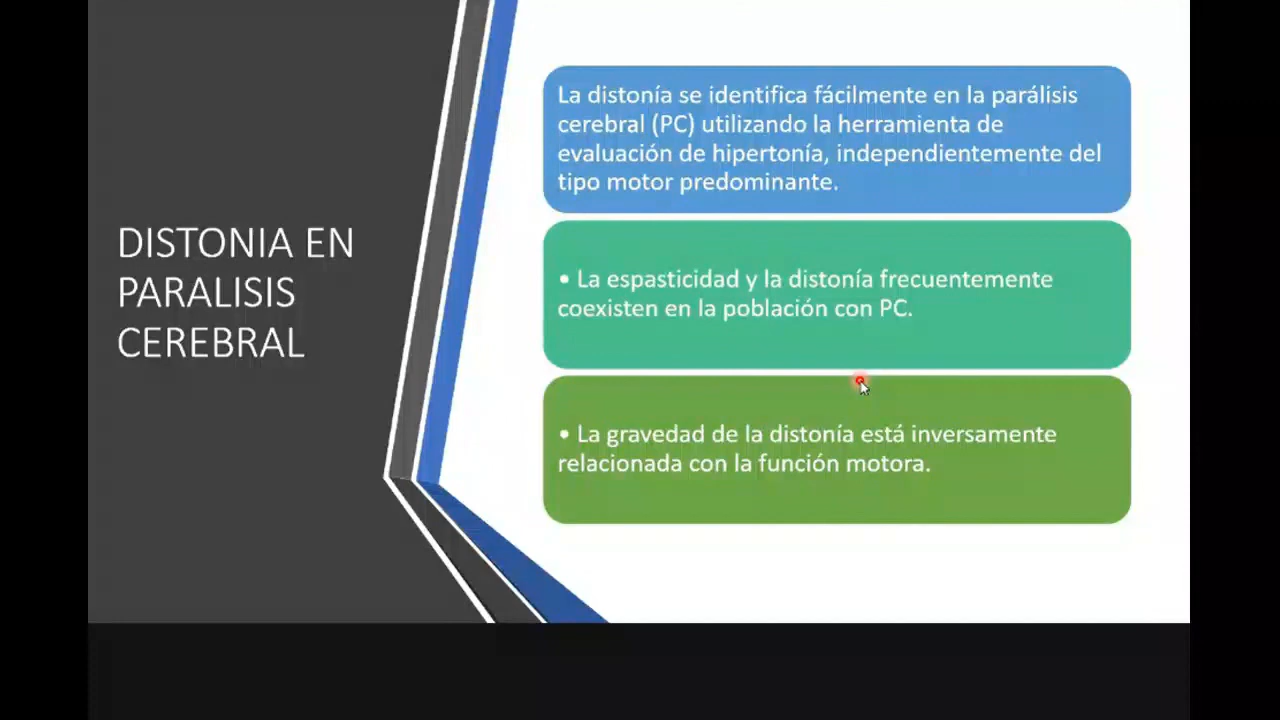 DISTONIA EN
PARALISIS
CEREBRAL
La distonía se identifica fácilmente en la parálisis
cerebral (PC) utilizando la herramienta de
evaluación de hipertonía, independientemente del
tipo motor predominante.
• La espasticidad y la distonía frecuentemente
coexisten en la población con PC.
• La gravedad de la distonía está inversamente
relacionada con la función motora.